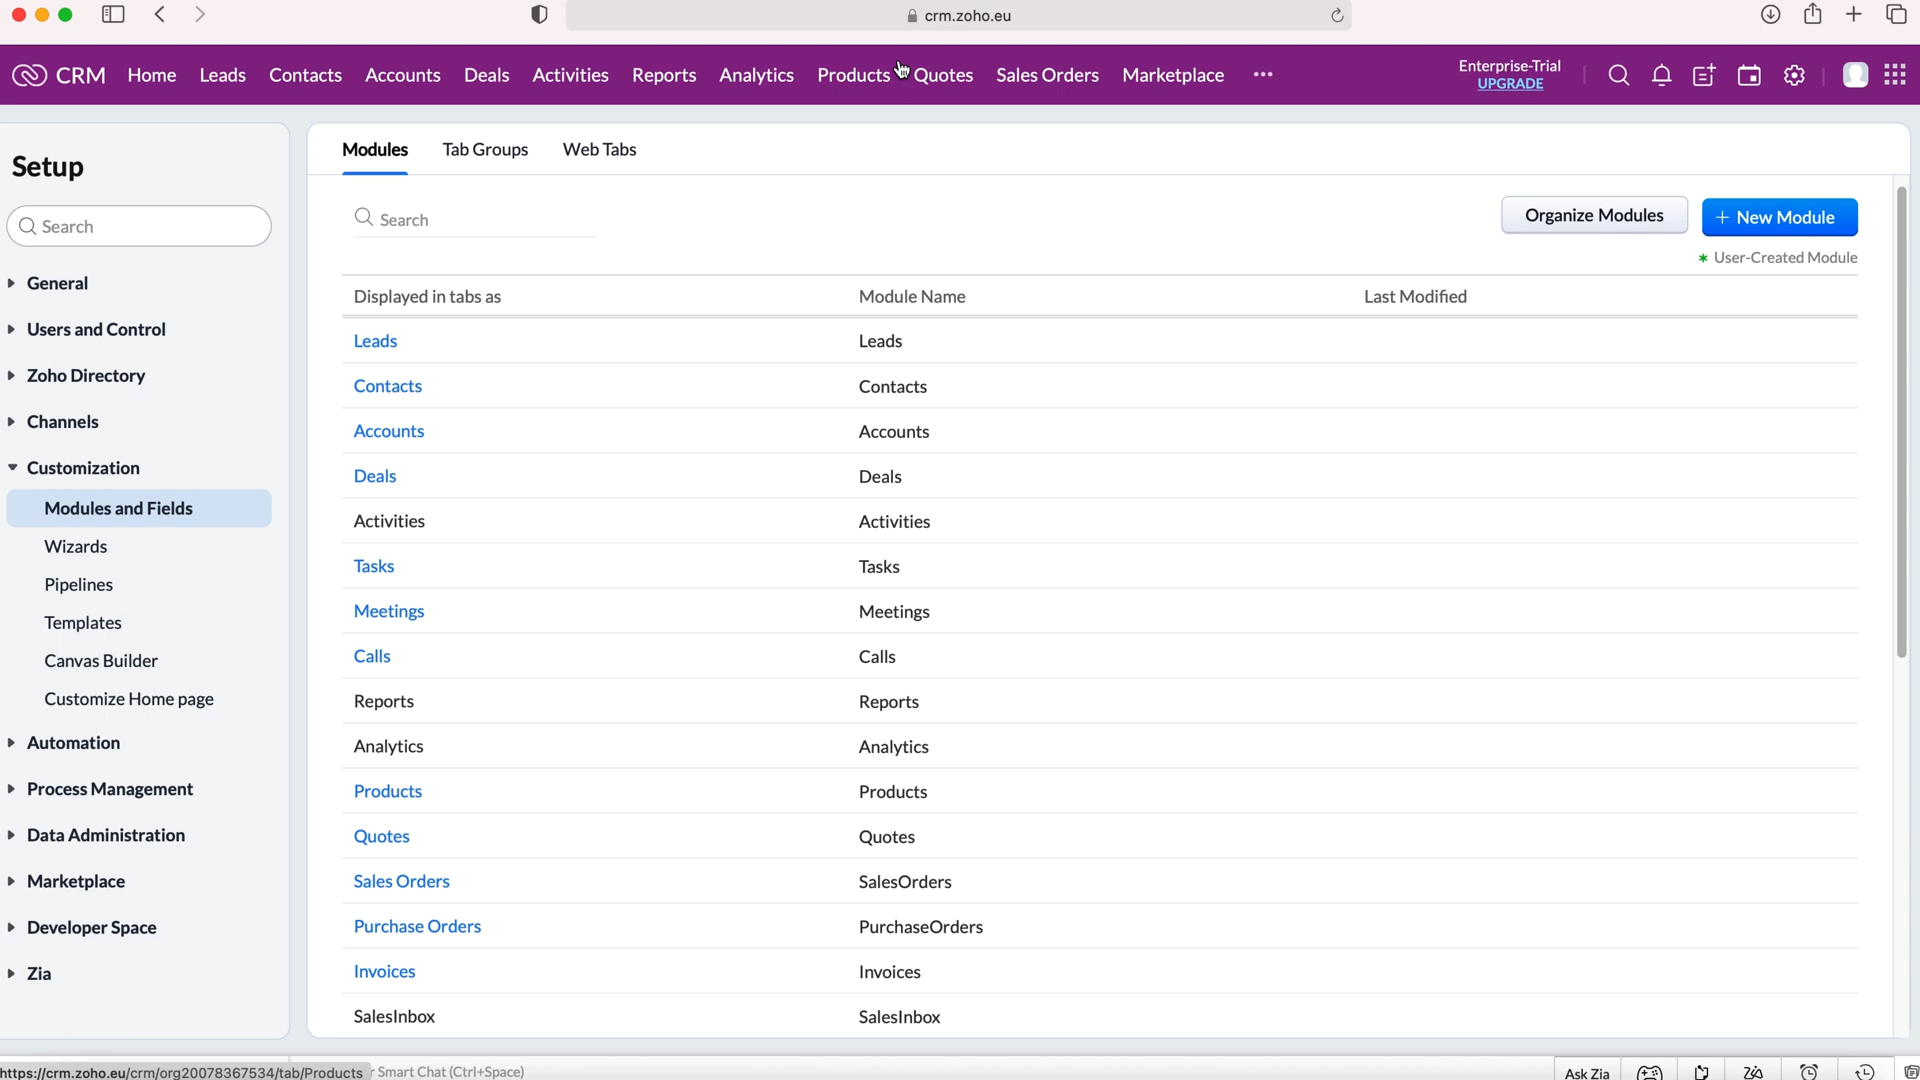 crm.zoho.eu
CRM Home Leads Contacts Accounts Deals Activities Reports Analytics Products Quotes Sales Orders Marketplace ••• Enterprise-Trial
UPGRADE
Setup
Search
General
Users and Control
Zoho Directory
Channels
Customization
Modules and Fields
Wizards
Pipelines
Templates
Canvas Builder
Customize Home page
Automation
Process Management
Data Administration
Marketplace
Developer Space
Zia
Modules Tab Groups Web Tabs
Search
Organize Modules
+ New Module
* User-Created Module
Displayed in tabs as Module Name Last Modified
Leads Leads
Contacts Contacts
Accounts Accounts
Deals Deals
Activities Activities
Tasks Tasks
Meetings Meetings
Calls Calls
Reports Reports
Analytics Analytics
Products Products
Quotes Quotes
Sales Orders SalesOrders
Purchase Orders PurchaseOrders
Invoices Invoices
SalesInbox SalesInbox
https://crm.zoho.eu/crm/org20078367534/tab/Products r Smart Chat (Ctrl+Space) Ask Zia